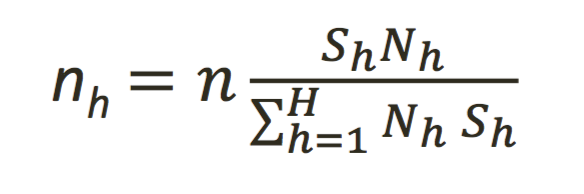 n_h = n \frac{S_h N_h}{\sum_{h=1}^{H} N_h S_h}